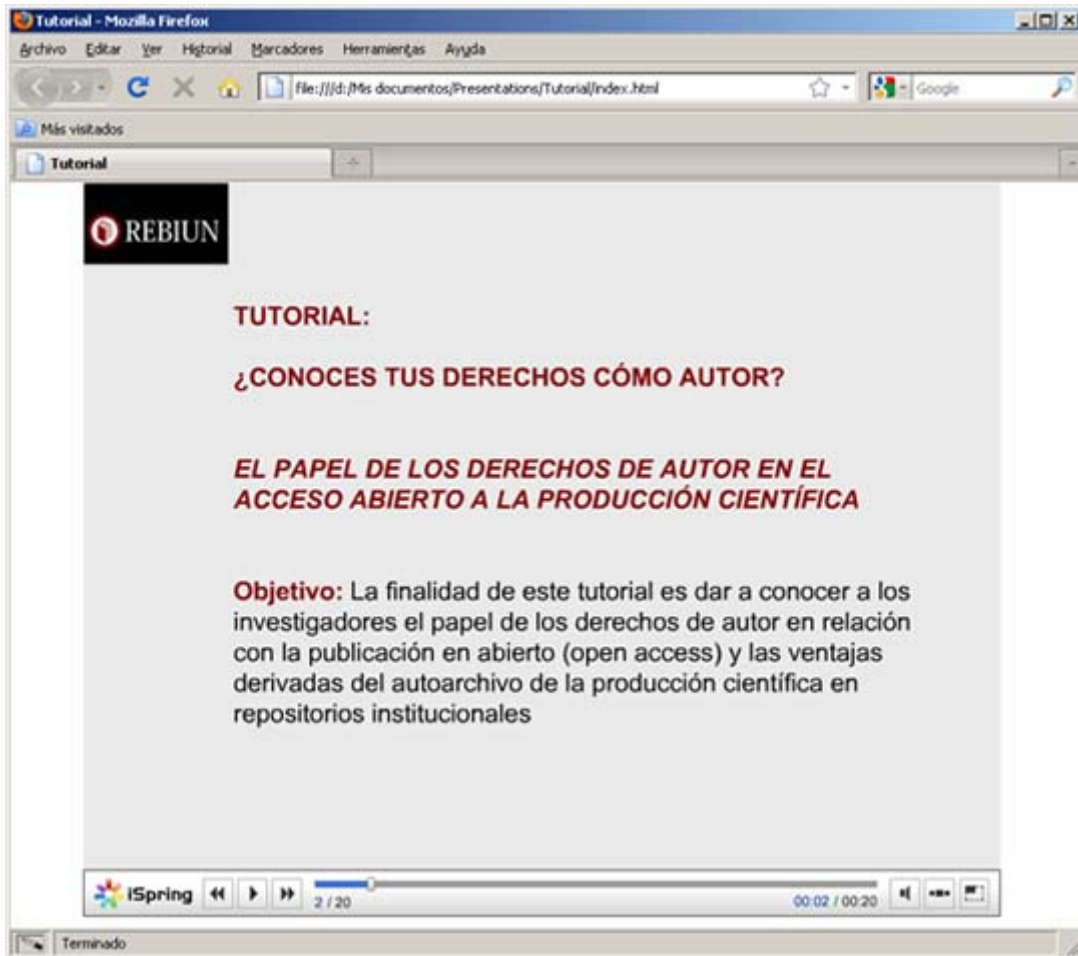 Tutorial - Mozilla Firefox
Archivo Editar Ver Historial Marcadores Herramientas Ayuda
file:///d:/Mis documentos/Presentations/Tutorial/index.html Google
Más visitados
Tutorial
REBIUN
TUTORIAL:
¿CONOCES TUS DERECHOS CÓMO AUTOR?
EL PAPEL DE LOS DERECHOS DE AUTOR EN EL
ACCESO ABIERTO A LA PRODUCCIÓN CIENTÍFICA
Objetivo: La finalidad de este tutorial es dar a conocer a los
investigadores el papel de los derechos de autor en relación
con la publicación en abierto (open access) y las ventajas
derivadas del autoarchivo de la producción científica en
repositorios institucionales
iSpring 2 / 20 00:02 / 00:20
Terminado